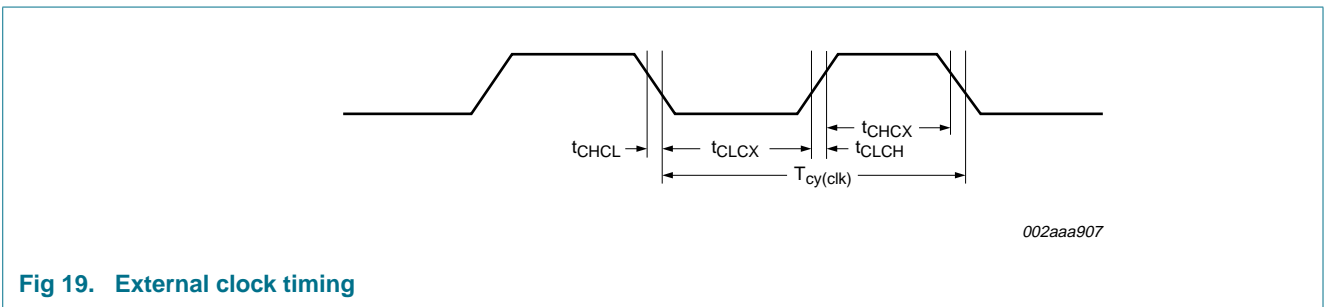 tCHCX
tCHCL tCLCX tCLCH
Tcy(clk)
002aaa907
Fig 19. External clock timing